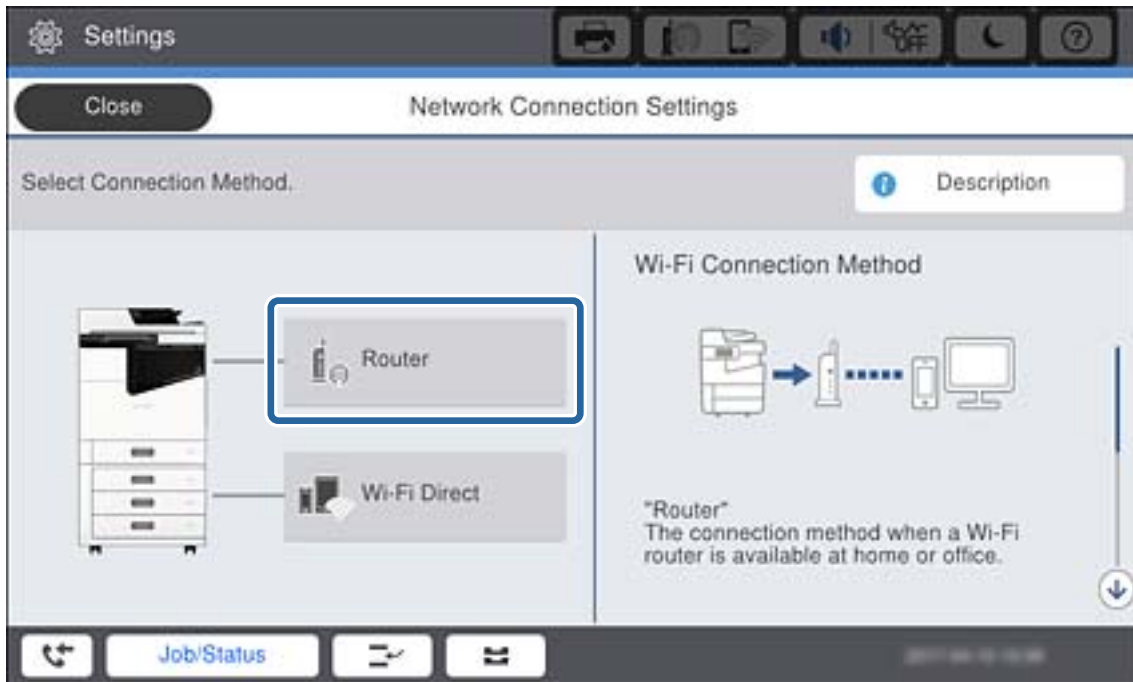 Settings
OFF
Close
Network Connection Settings
Select Connection Method.
Description
Router
Wi-Fi Direct
Wi-Fi Connection Method
"Router"
The connection method when a Wi-Fi
router is available at home or office.
Job/Status